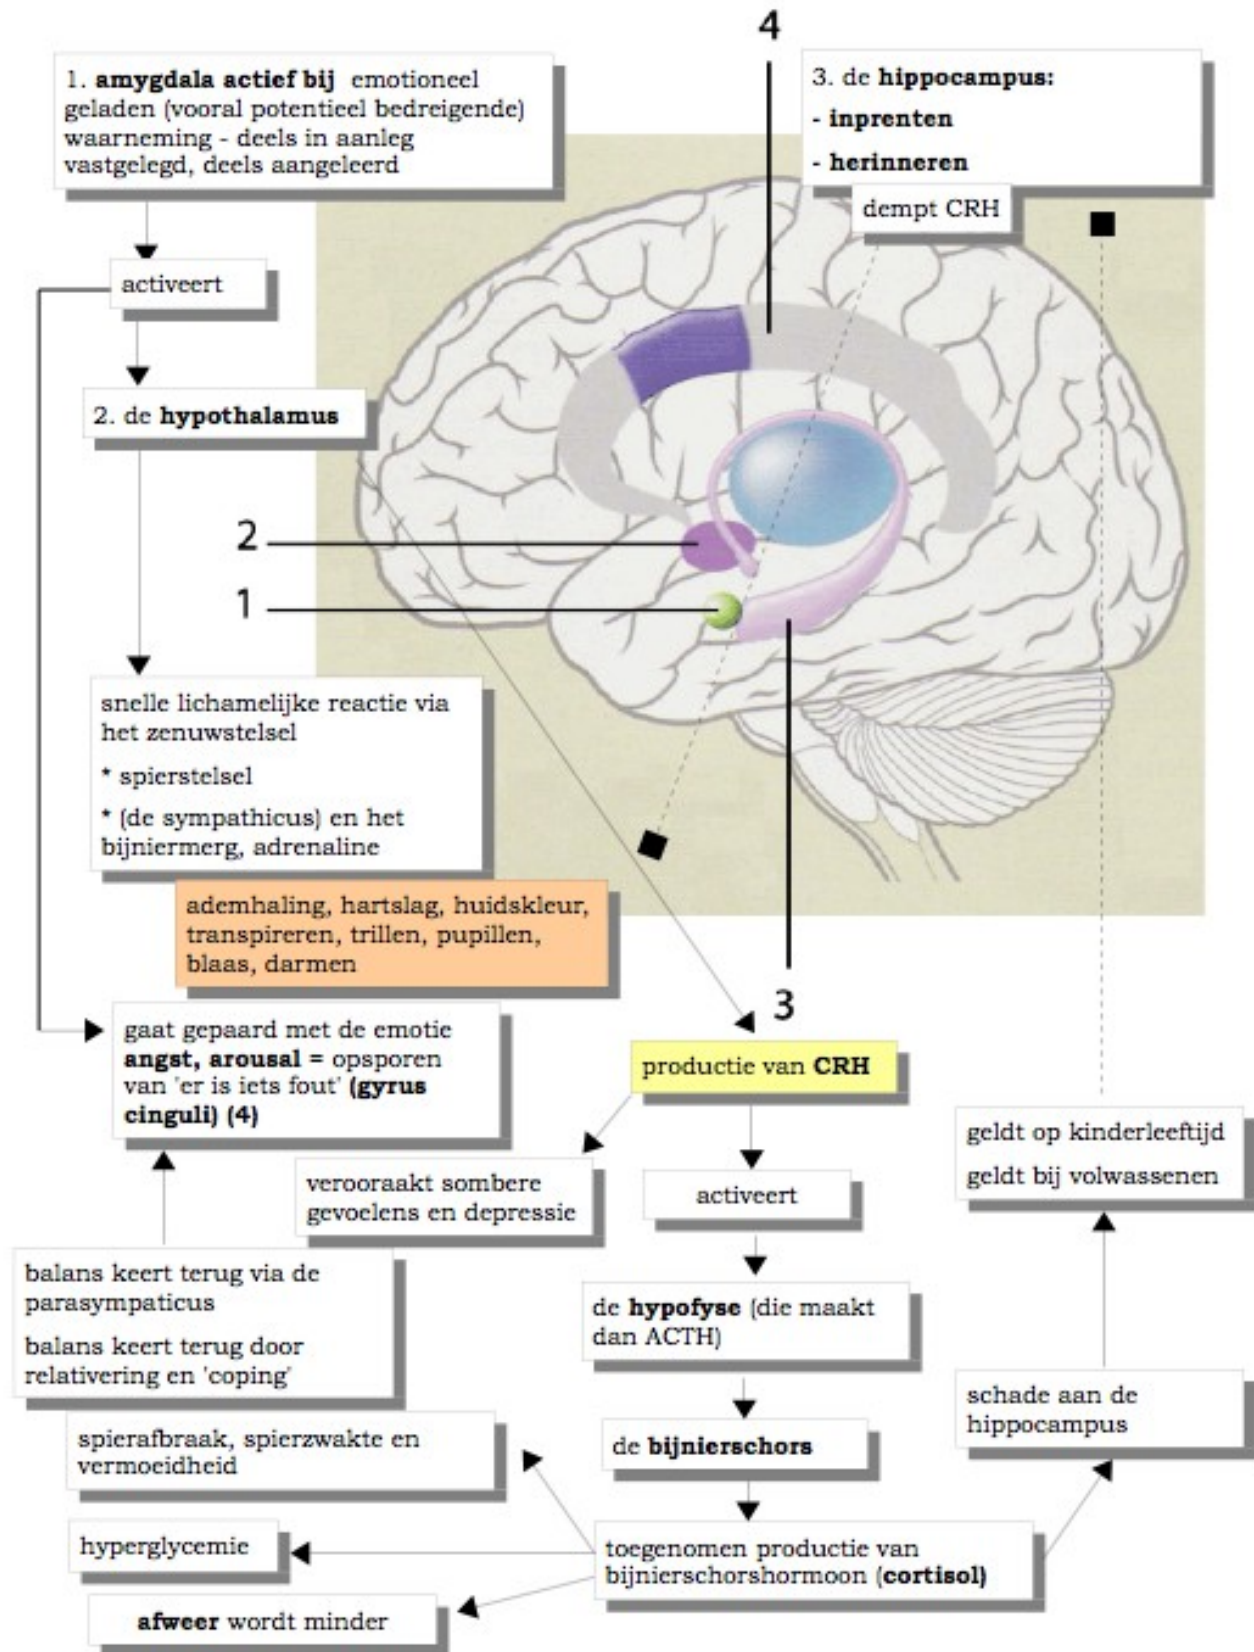 4
1. amygdala actief bij emotioneel
geladen (vooral potentieel bedreigende)
waarneming - deels in aanleg
vastgelegd, deels aangeleerd
3. de hippocampus:
- inprenten
- herinneren
dempt CRH
activeert
2. de hypothalamus
2
1
snelle lichamelijke reactie via
het zenuwstelsel
* spierstelsel
* (de sympathicus) en het
bijniermerg, adrenaline
ademhaling, hartslag, huidskleur,
transpireren, trillen, pupillen,
blaas, darmen
3
gaat gepaard met de emotie
angst, arousal = opsporen
van 'er is iets fout' (gyrus
cinguli) (4)
productie van CRH
verooraakt sombere
gevoelens en depressie
activeert
geldt op kinderleeftijd
geldt bij volwassenen
balans keert terug via de
parasympaticus
balans keert terug door
relativering en 'coping'
de hypofyse (die maakt
dan ACTH)
schade aan de
hippocampus
spierafbraak, spierzwakte en
vermoeidheid
de bijnierschors
hyperglycemie
toegenomen productie van
bijnierschorshormoon (cortisol)
afweer wordt minder